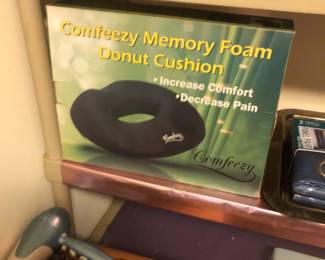 Comfeezy Memory Foam
Donut Cushion
• Increase Comfort
• Decrease Pain
Comfeezy
Comfeezy